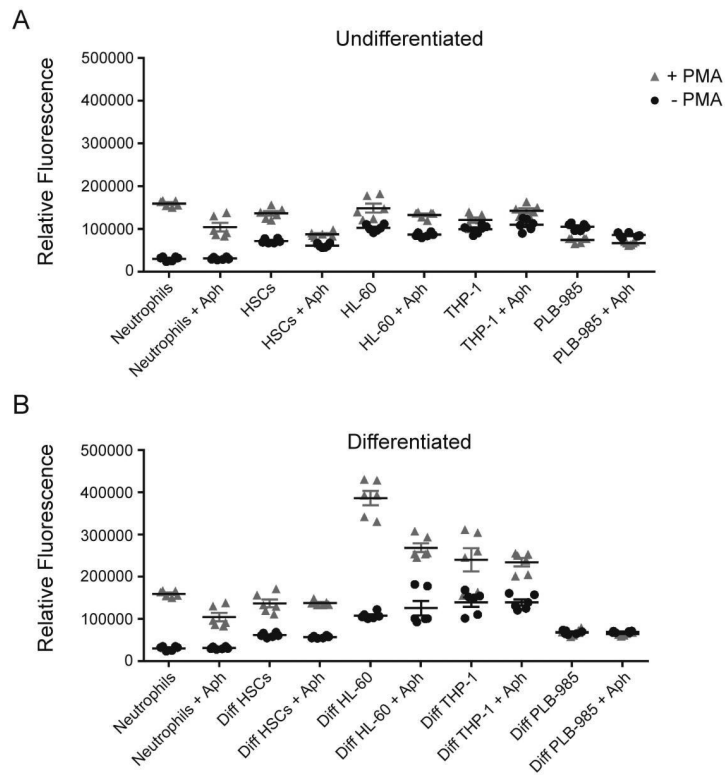 A
Undifferentiated
Relative Fluorescence
500000
400000
300000
200000
100000
0
+ PMA
- PMA
Neutrophils
Neutrophils + Aph
HSCs
HSCs + Aph
HL-60
HL-60 + Aph
THP-1
THP-1 + Aph
PLB-985
PLB-985 + Aph
B
Differentiated
Relative Fluorescence
500000
400000
300000
200000
100000
0
Neutrophils
Neutrophils + Aph
Diff HSCs
Diff HSCs + Aph
Diff HL-60
Diff HL-60 + Aph
Diff THP-1
Diff THP-1 + Aph
Diff PLB-985
Diff PLB-985 + Aph